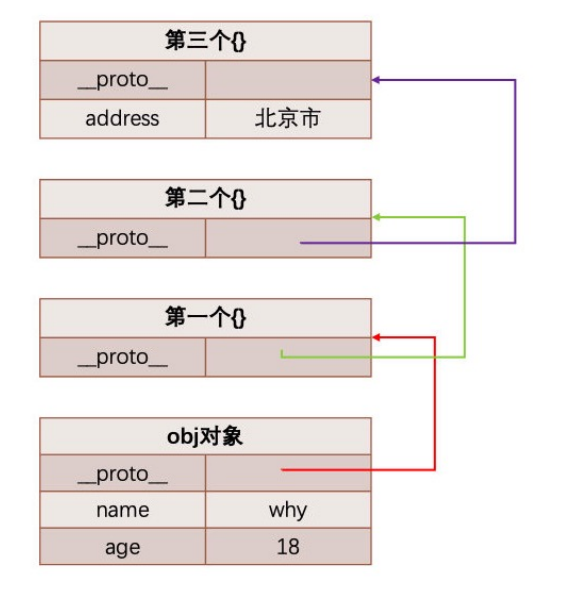 第三个{}
__proto__
address 北京市
第二个{}
__proto__
第一个{}
__proto__
obj对象
__proto__
name why
age 18